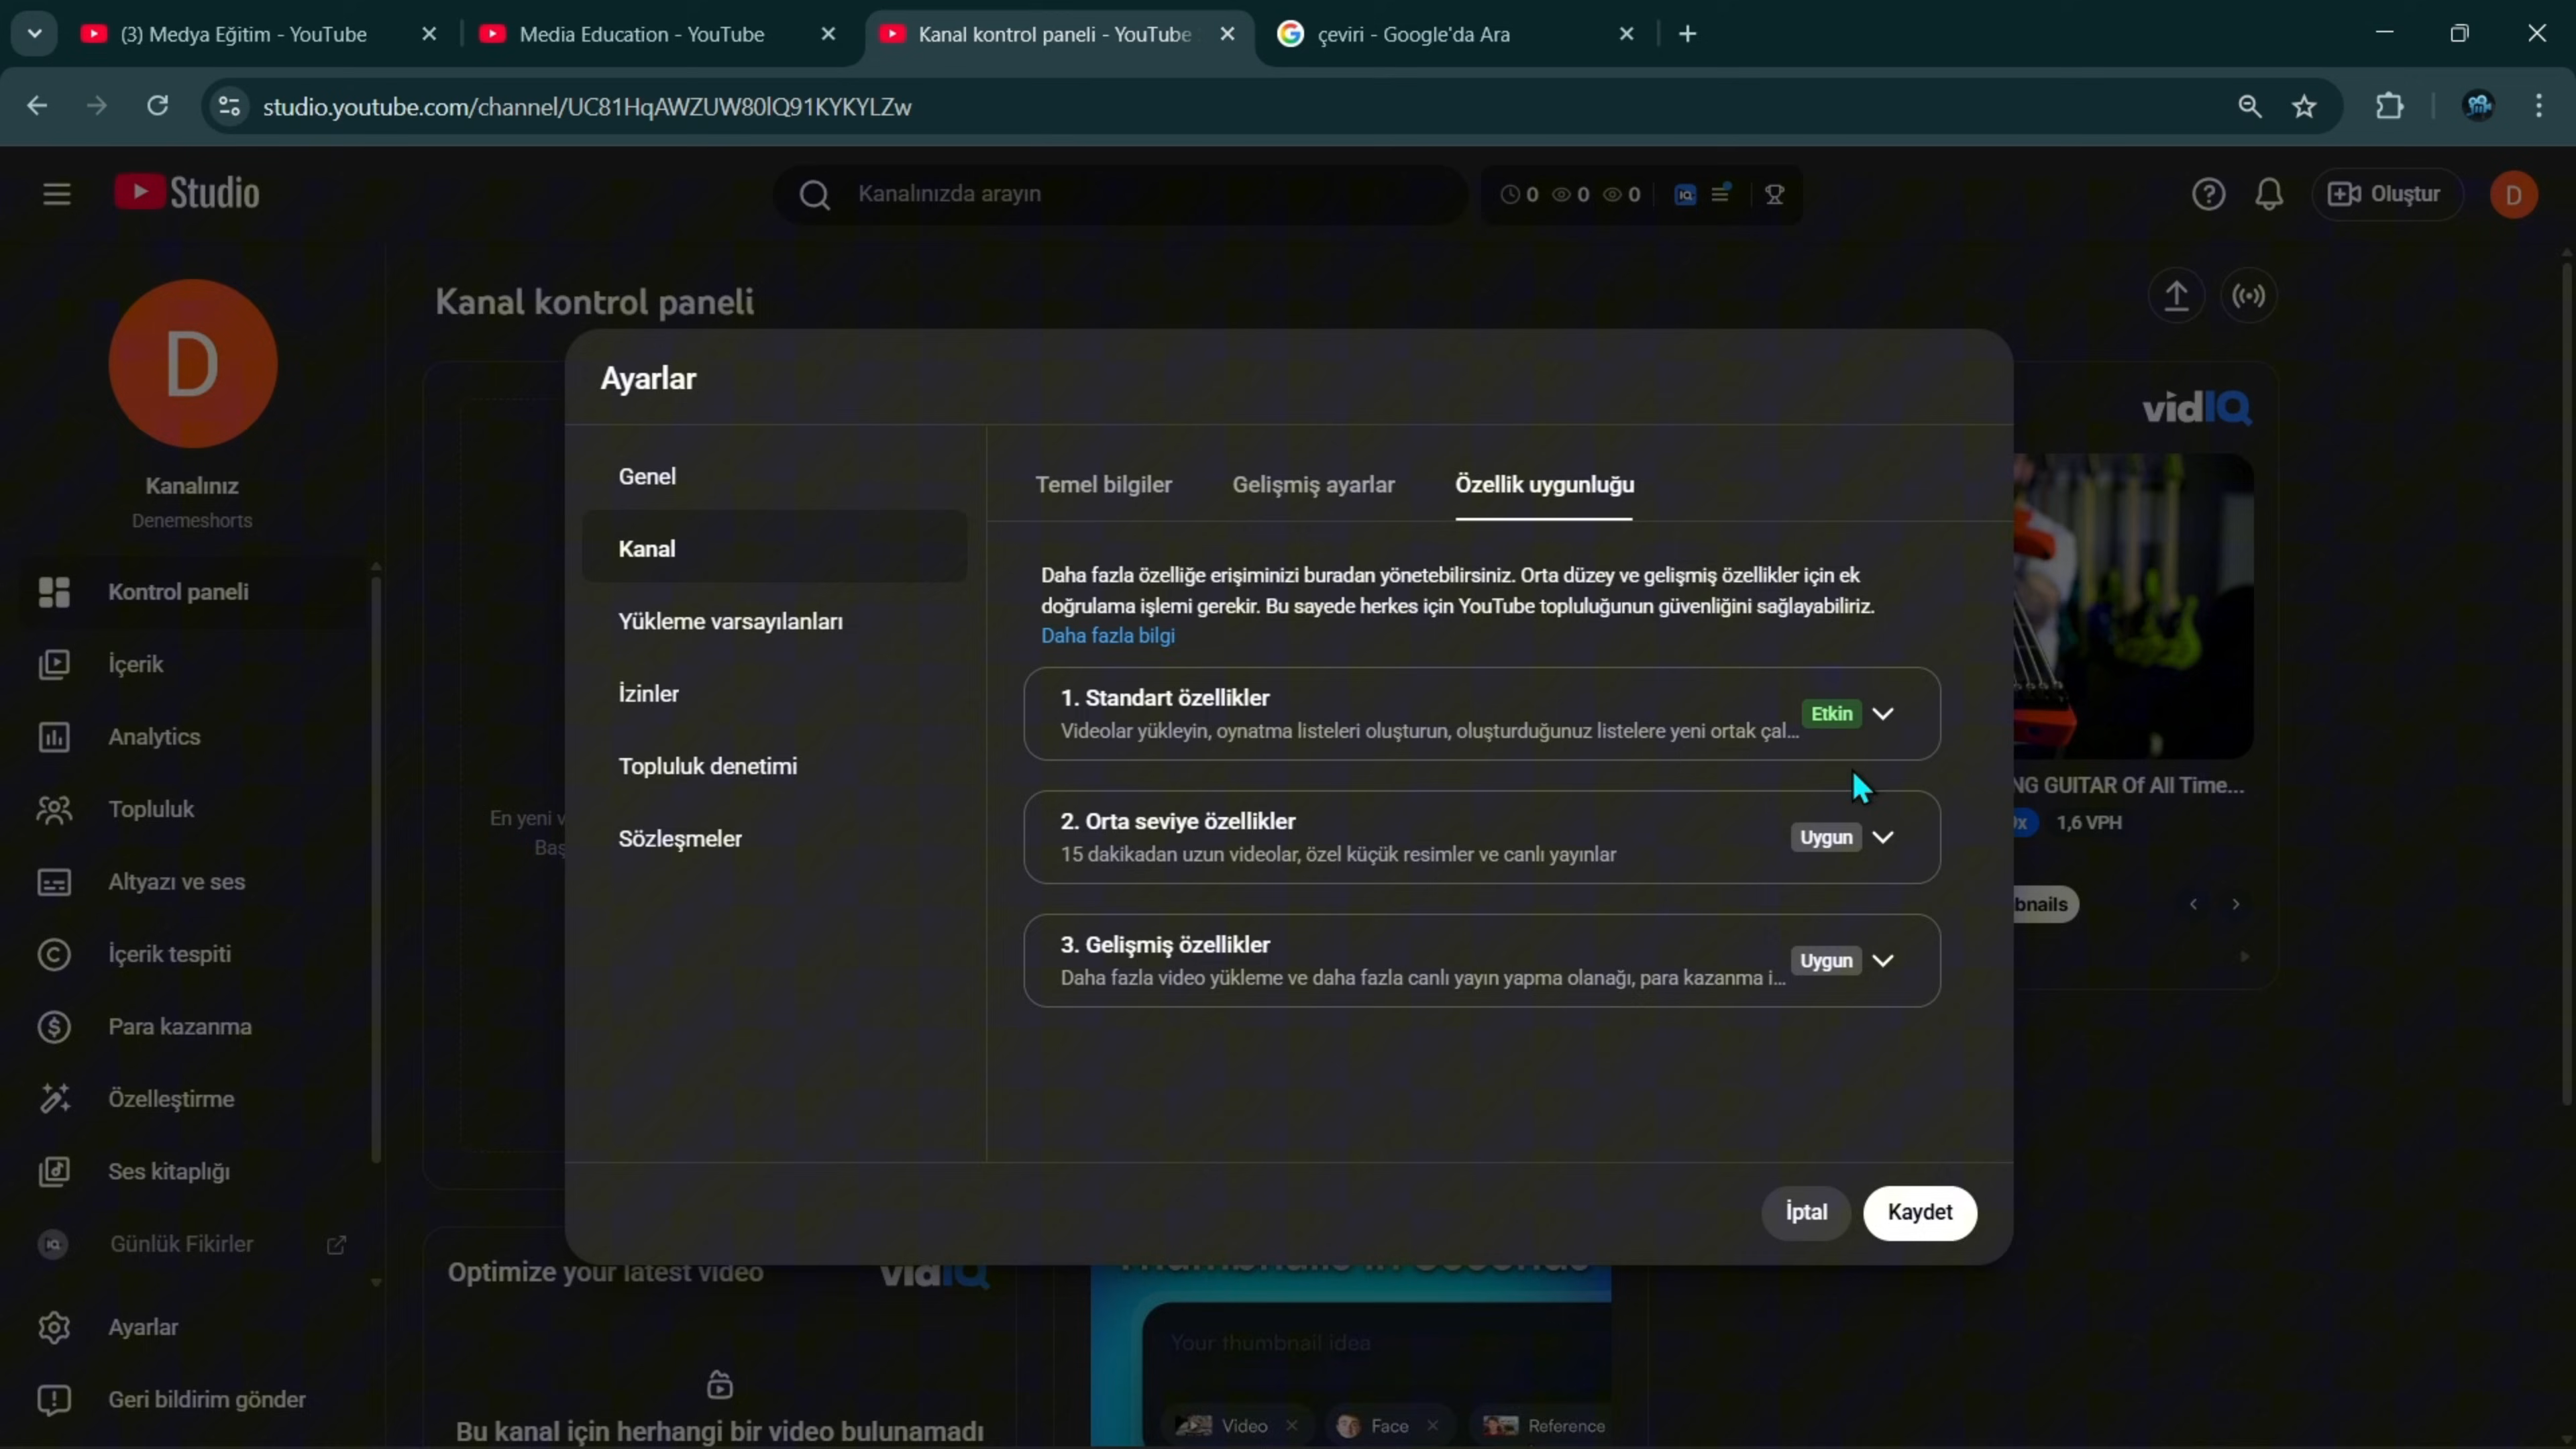 (3) Medya Eğitim - YouTube
Media Education - YouTube
Kanal kontrol paneli - YouTube
çeviri - Google'da Ara
studio.youtube.com/channel/UC81HqAWZUW80lQ91KYKYLZw
Studio
Kanalınızda arayın
0 0 0
Oluştur
D
D
Kanalınız
Denemeshorts
Kontrol paneli
İçerik
Analytics
Topluluk
Altyazı ve ses
İçerik tespiti
Para kazanma
Özelleştirme
Ses kitaplığı
Günlük Fikirler
Ayarlar
Geri bildirim gönder
Kanal kontrol paneli
En yeni v
Baş
Ayarlar
Genel
Kanal
Yükleme varsayılanları
İzinler
Topluluk denetimi
Sözleşmeler
Temel bilgiler
Gelişmiş ayarlar
Özellik uygunluğu
Daha fazla özelliğe erişiminizi buradan yönetebilirsiniz. Orta düzey ve gelişmiş özellikler için ek
doğrulama işlemi gerekir. Bu sayede herkes için YouTube topluluğunun güvenliğini sağlayabiliriz.
Daha fazla bilgi
1. Standart özellikler
Videolar yükleyin, oynatma listeleri oluşturun, oluşturduğunuz listelere yeni ortak çal...
Etkin
2. Orta seviye özellikler
15 dakikadan uzun videolar, özel küçük resimler ve canlı yayınlar
Uygun
3. Gelişmiş özellikler
Daha fazla video yükleme ve daha fazla canlı yayın yapma olanağı, para kazanma i...
Uygun
İptal
Kaydet
vidIQ
NG GUITAR Of All Time...
x 1,6 VPH
bnails
Optimize your latest video
vidIQ
Bu kanal için herhangi bir video bulunamadı
Your thumbnail idea
Video
Face
Reference